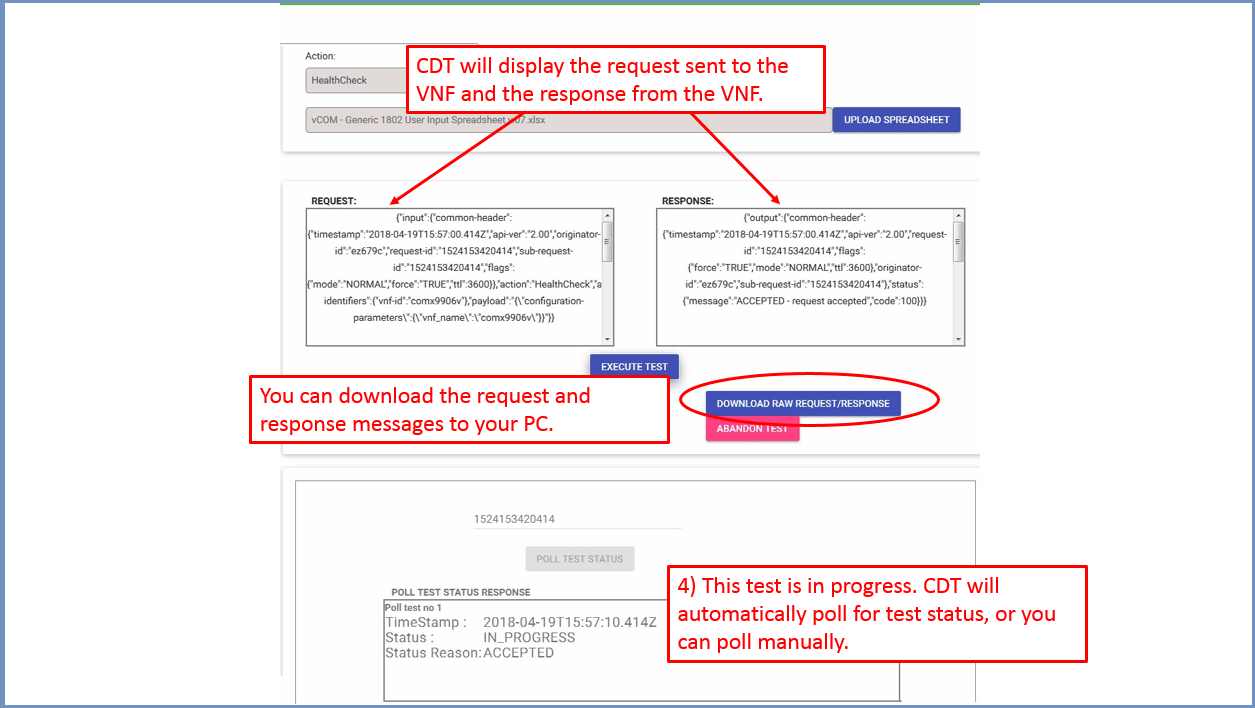 Action:
HealthCheck
CDT will display the request sent to the
VNF and the response from the VNF.
vCOM - Generic 1802 User Input Spreadsheet v.07.xlsx
UPLOAD SPREADSHEET
REQUEST:
{"input":{"common-header":
{"timestamp":"2018-04-19T15:57:00.414Z","api-ver":"2.00","originator-
id":"ez679c","request-id":"1524153420414","sub-request-
id":"1524153420414","flags":
{"mode":"NORMAL","force":"TRUE","ttl":3600}},"action":"HealthCheck","a
identifiers":{"vnf-id":"comx9906v"},"payload":"{\"configuration-
parameters\":{\"vnf_name\":\"comx9906v\"}}"}}
RESPONSE:
{"output":{"common-header":
{"timestamp":"2018-04-19T15:57:00.414Z","api-ver":"2.00","request-
id":"1524153420414","flags":
{"force":"TRUE","mode":"NORMAL","ttl":3600},"originator-
id":"ez679c","sub-request-id":"1524153420414"},"status":
{"message":"ACCEPTED - request accepted","code":100}}}
EXECUTE TEST
You can download the request and
response messages to your PC.
DOWNLOAD RAW REQUEST/RESPONSE
ABANDON TEST
1524153420414
POLL TEST STATUS
POLL TEST STATUS RESPONSE
Poll test no 1
TimeStamp : 2018-04-19T15:57:10.414Z
Status : IN_PROGRESS
Status Reason:ACCEPTED
4) This test is in progress. CDT will
automatically poll for test status, or you
can poll manually.